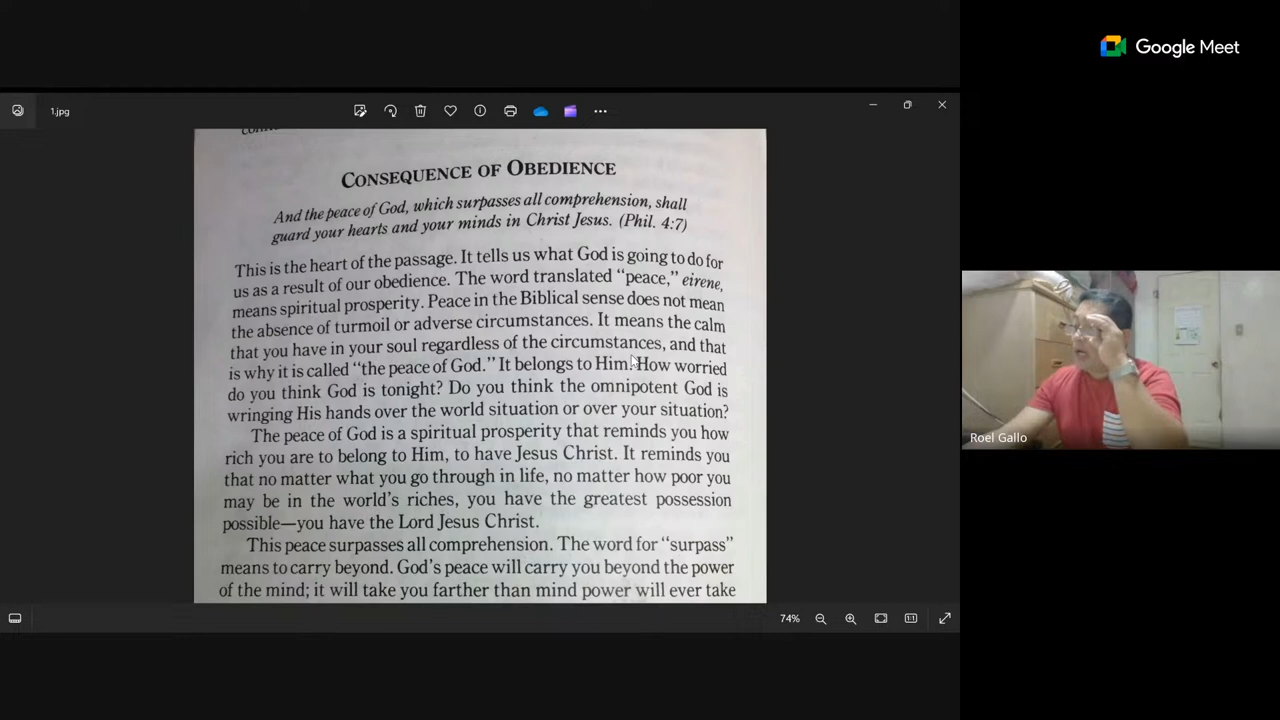 Google Meet
1.jpg
CONSEQUENCE OF OBEDIENCE
And the peace of God, which surpasses all comprehension, shall
guard your hearts and your minds in Christ Jesus. (Phil. 4:7)
This is the heart of the passage. It tells us what God is going to do for
us as a result of our obedience. The word translated “peace,” eirene,
means spiritual prosperity. Peace in the Biblical sense does not mean
the absence of turmoil or adverse circumstances. It means the calm
that you have in your soul regardless of the circumstances, and that
is why it is called “the peace of God.” It belongs to Him. How worried
do you think God is tonight? Do you think the omnipotent God is
wringing His hands over the world situation or over your situation?
The peace of God is a spiritual prosperity that reminds you how
rich you are to belong to Him, to have Jesus Christ. It reminds you
that no matter what you go through in life, no matter how poor you
may be in the world’s riches, you have the greatest possession
possible—you have the Lord Jesus Christ.
This peace surpasses all comprehension. The word for “surpass”
means to carry beyond. God’s peace will carry you beyond the power
of the mind; it will take you farther than mind power will ever take
Roel Gallo
74%
1:1